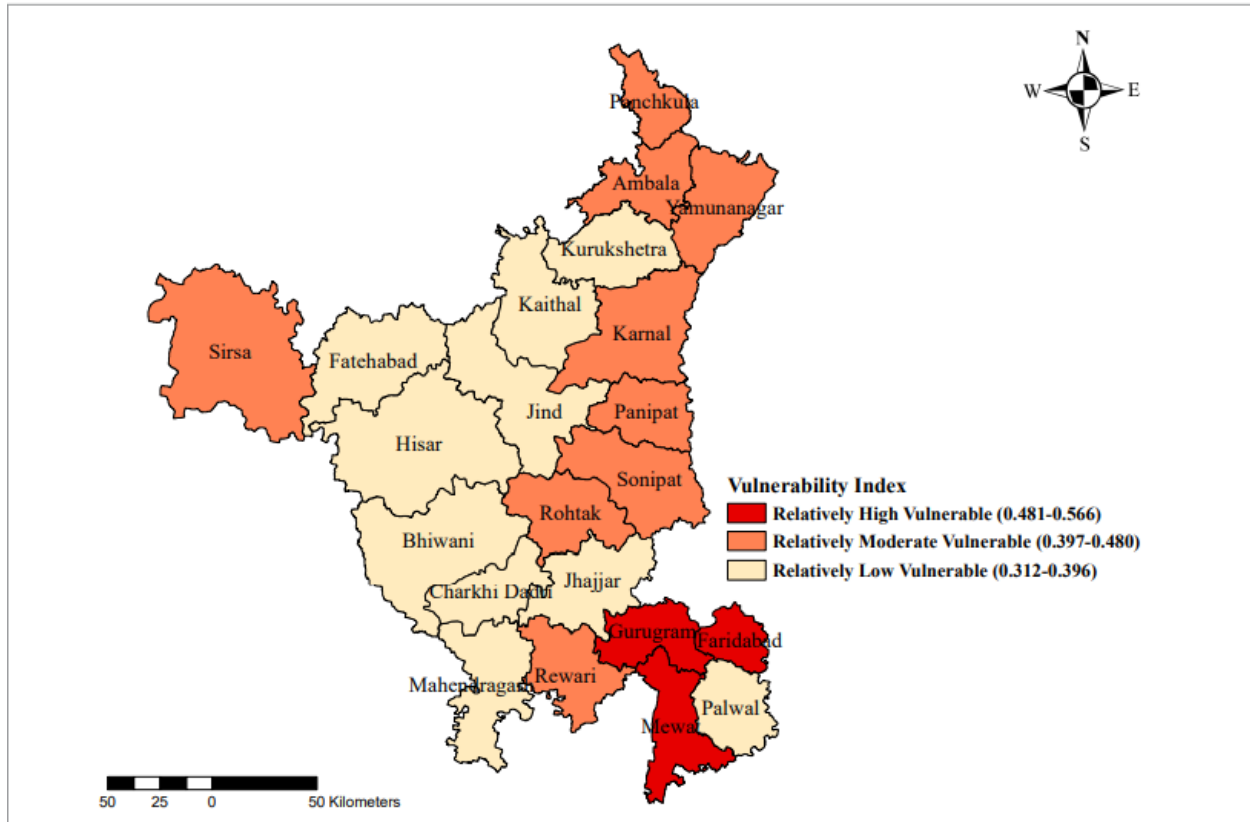 N
W E
S
Panchkula
Ambala
Yamunanagar
Kurukshetra
Kaithal
Karnal
Sirsa
Fatehabad
Jind
Panipat
Hisar
Sonipat
Rohtak
Bhiwani
Jhajjar
Charkhi Dadri
Gurugram
Faridabad
Rewari
Mahendragarh
Palwal
Mewat
Vulnerability Index
Relatively High Vulnerable (0.481-0.566)
Relatively Moderate Vulnerable (0.397-0.480)
Relatively Low Vulnerable (0.312-0.396)
50 25 0 50 Kilometers